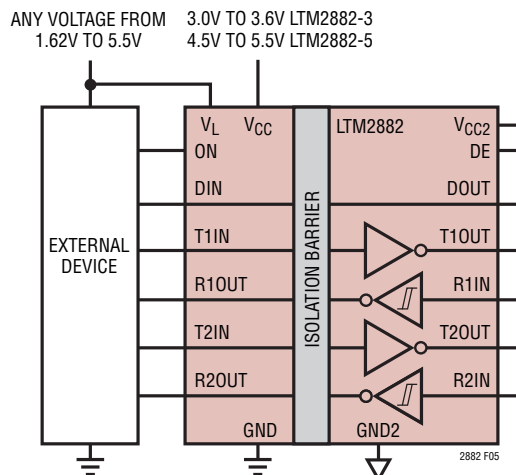 ANY VOLTAGE FROM
1.62V TO 5.5V
3.0V TO 3.6V LTM2882-3
4.5V TO 5.5V LTM2882-5
VL
VCC
LTM2882
VCC2
ON
DE
DIN
DOUT
EXTERNAL
DEVICE
ISOLATION BARRIER
T1IN
T1OUT
R1OUT
R1IN
T2IN
T2OUT
R2OUT
R2IN
GND
GND2
2882 F05